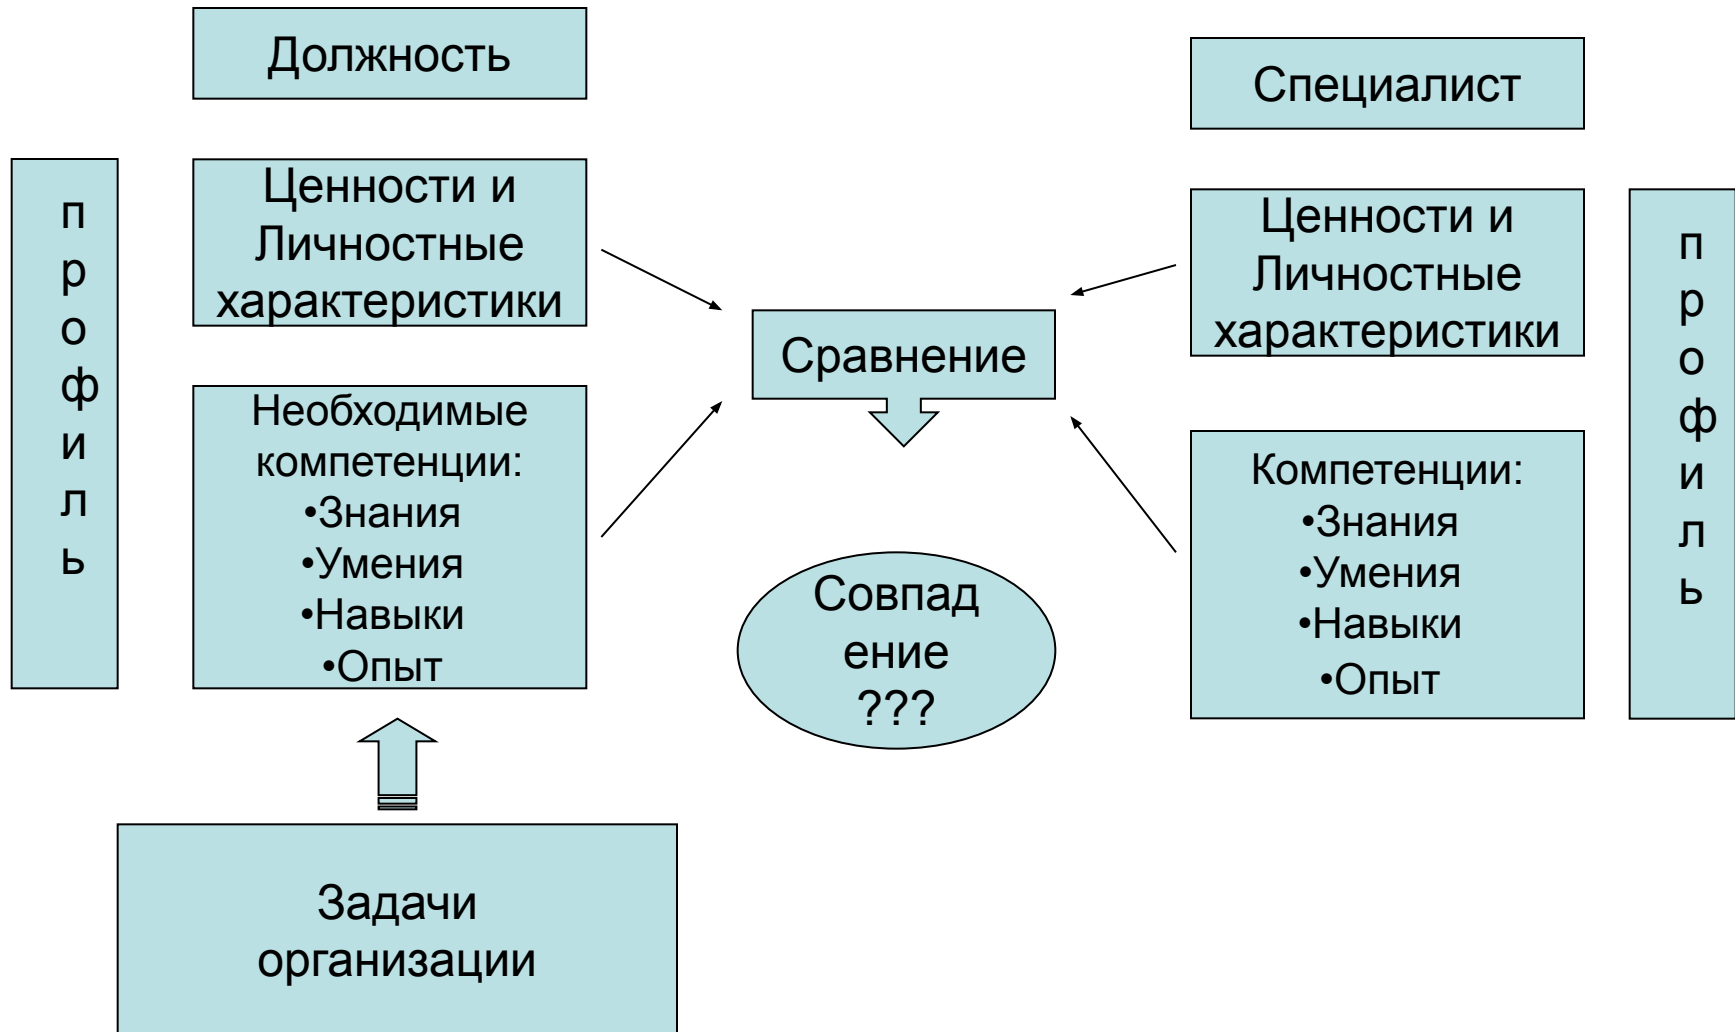 Должность
Специалист
п
р
о
ф
и
л
ь
Ценности и
Личностные
характеристики
Необходимые
компетенции:
•Знания
•Умения
•Навыки
•Опыт
Задачи
организации
Сравнение
Совпад
ение
???
Ценности и
Личностные
характеристики
Компетенции:
•Знания
•Умения
•Навыки
•Опыт
п
р
о
ф
и
л
ь